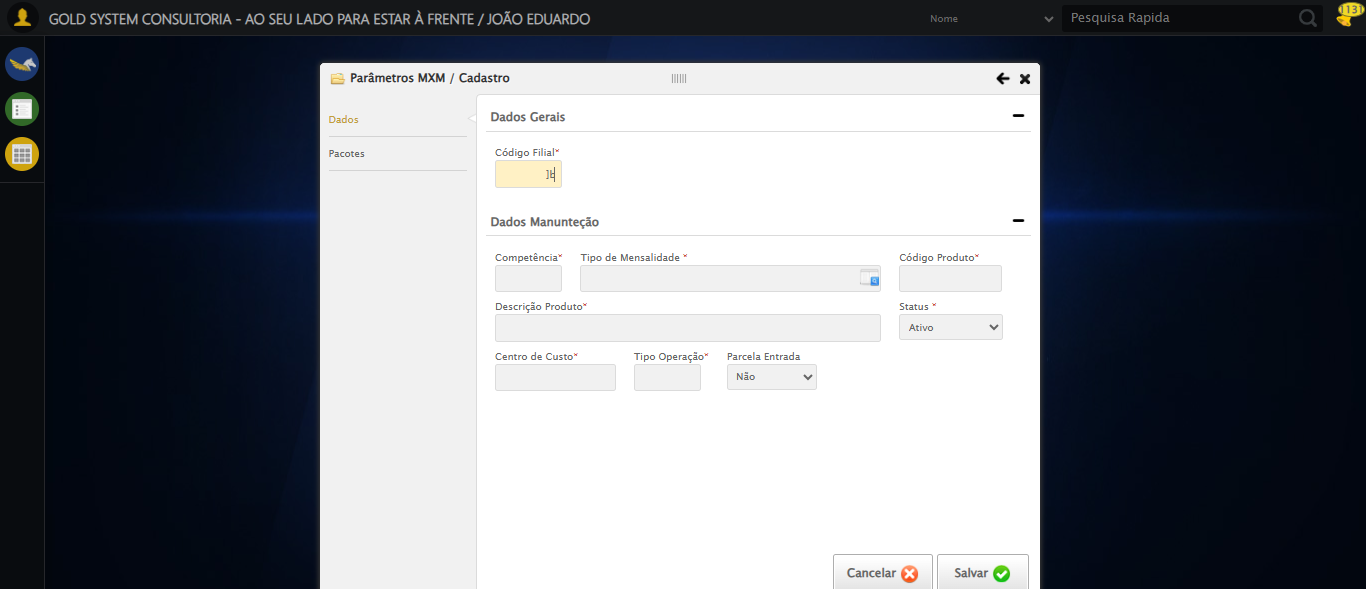 GOLD SYSTEM CONSULTORIA - AO SEU LADO PARA ESTAR À FRENTE / JOÃO EDUARDO
Nome
Pesquisa Rapida
113
Parâmetros MXM / Cadastro
Dados
Pacotes
Dados Gerais
Código Filial*
Dados Manunteção
Competência*
Tipo de Mensalidade *
Código Produto*
Descrição Produto*
Status *
Ativo
Centro de Custo*
Tipo Operação*
Parcela Entrada
Não
Cancelar
Salvar